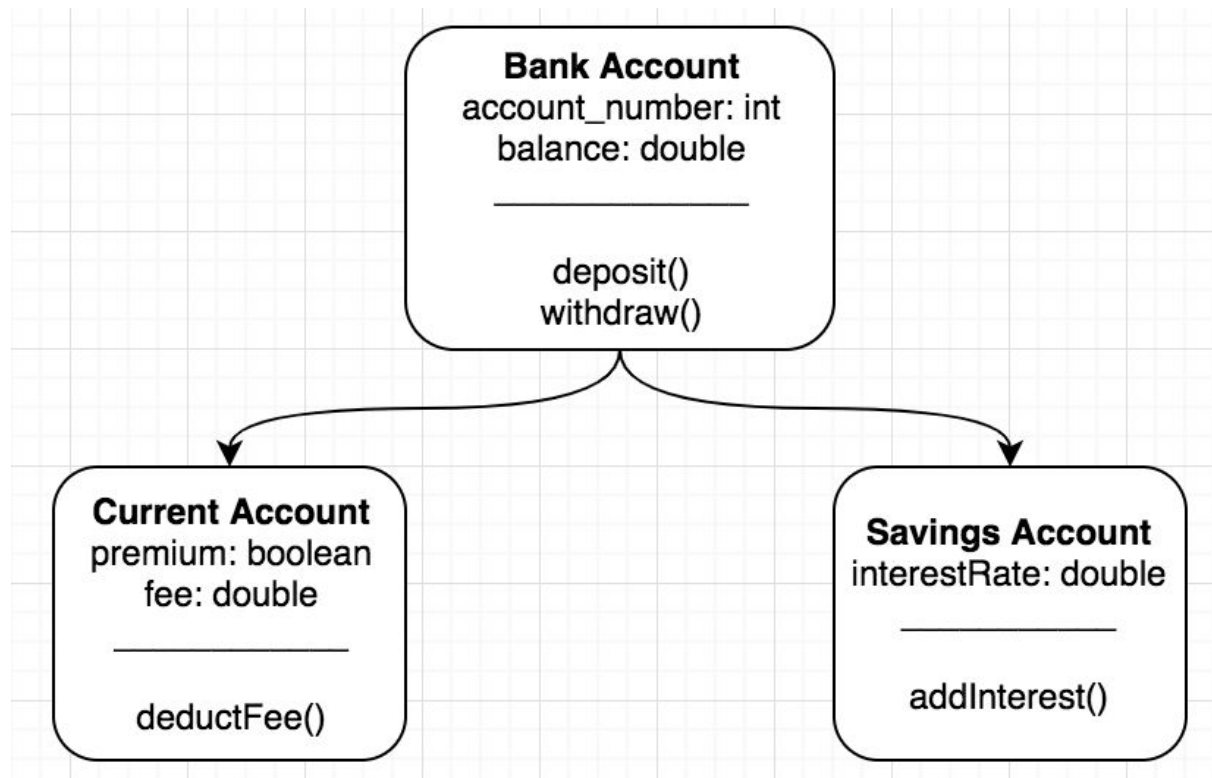 Bank Account
account_number: int
balance: double
deposit()
withdraw()
Current Account
premium: boolean
fee: double
deductFee()
Savings Account
interestRate: double
addInterest()